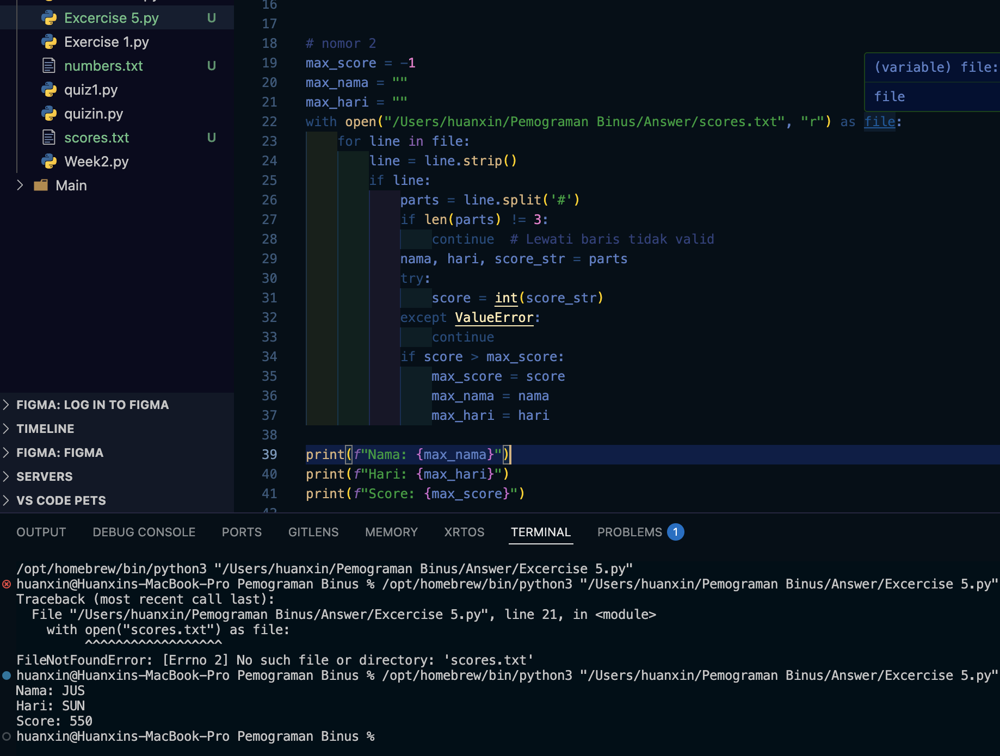 Excercise 5.py U
Exercise 1.py
numbers.txt U
quiz1.py
quizin.py
scores.txt U
Week2.py
Main
FIGMA: LOG IN TO FIGMA
TIMELINE
FIGMA: FIGMA
SERVERS
VS CODE PETS
16
17
18 # nomor 2
19 max_score = -1
20 max_nama = ""
21 max_hari = ""
22 with open("/Users/huanxin/Pemograman Binus/Answer/scores.txt", "r") as file:
23 for line in file:
24 line = line.strip()
25 if line:
26 parts = line.split('#')
27 if len(parts) != 3:
28 continue # Lewati baris tidak valid
29 nama, hari, score_str = parts
30 try:
31 score = int(score_str)
32 except ValueError:
33 continue
34 if score > max_score:
35 max_score = score
36 max_nama = nama
37 max_hari = hari
38
39 print(f"Nama: {max_nama}")
40 print(f"Hari: {max_hari}")
41 print(f"Score: {max_score}")
(variable) file:
file
OUTPUT DEBUG CONSOLE PORTS GITLENS MEMORY XRTOS TERMINAL PROBLEMS 1
/opt/homebrew/bin/python3 "/Users/huanxin/Pemograman Binus/Answer/Excercise 5.py"
huanxin@Huanxins-MacBook-Pro Pemograman Binus % /opt/homebrew/bin/python3 "/Users/huanxin/Pemograman Binus/Answer/Excercise 5.py"
Traceback (most recent call last):
File "/Users/huanxin/Pemograman Binus/Answer/Excercise 5.py", line 21, in <module>
with open("scores.txt") as file:
^^^^^^^^^^^^^^^^^^
FileNotFoundError: [Errno 2] No such file or directory: 'scores.txt'
huanxin@Huanxins-MacBook-Pro Pemograman Binus % /opt/homebrew/bin/python3 "/Users/huanxin/Pemograman Binus/Answer/Excercise 5.py"
Nama: JUS
Hari: SUN
Score: 550
huanxin@Huanxins-MacBook-Pro Pemograman Binus %